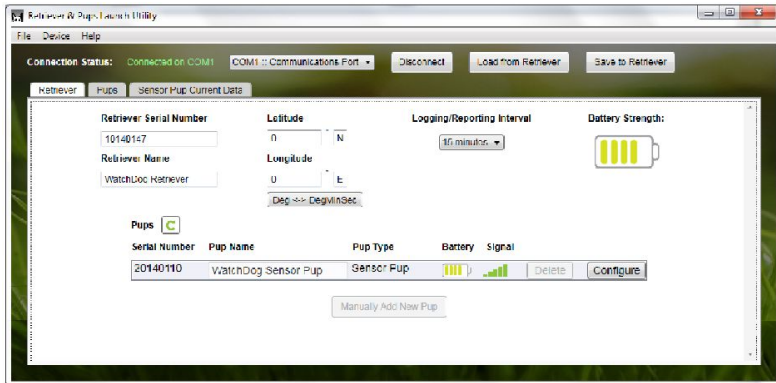 Retriever & Pups Launch Utility
File Device Help
Connection Status: Connected on COM1 COM1 :: Communications Port Disconnect Load from Retriever Save to Retriever
Retriever Pups Sensor Pup Current Data
Retriever Serial Number Latitude Logging/Reporting Interval Battery Strength:
10140147 0 ° N 15 minutes
Retriever Name Longitude
WatchDog Retriever 0 ° E
Deg <-> DegMinSec
Pups
Serial Number Pup Name Pup Type Battery Signal
20140110 WatchDog Sensor Pup Sensor Pup Delete Configure
Manually Add New Pup